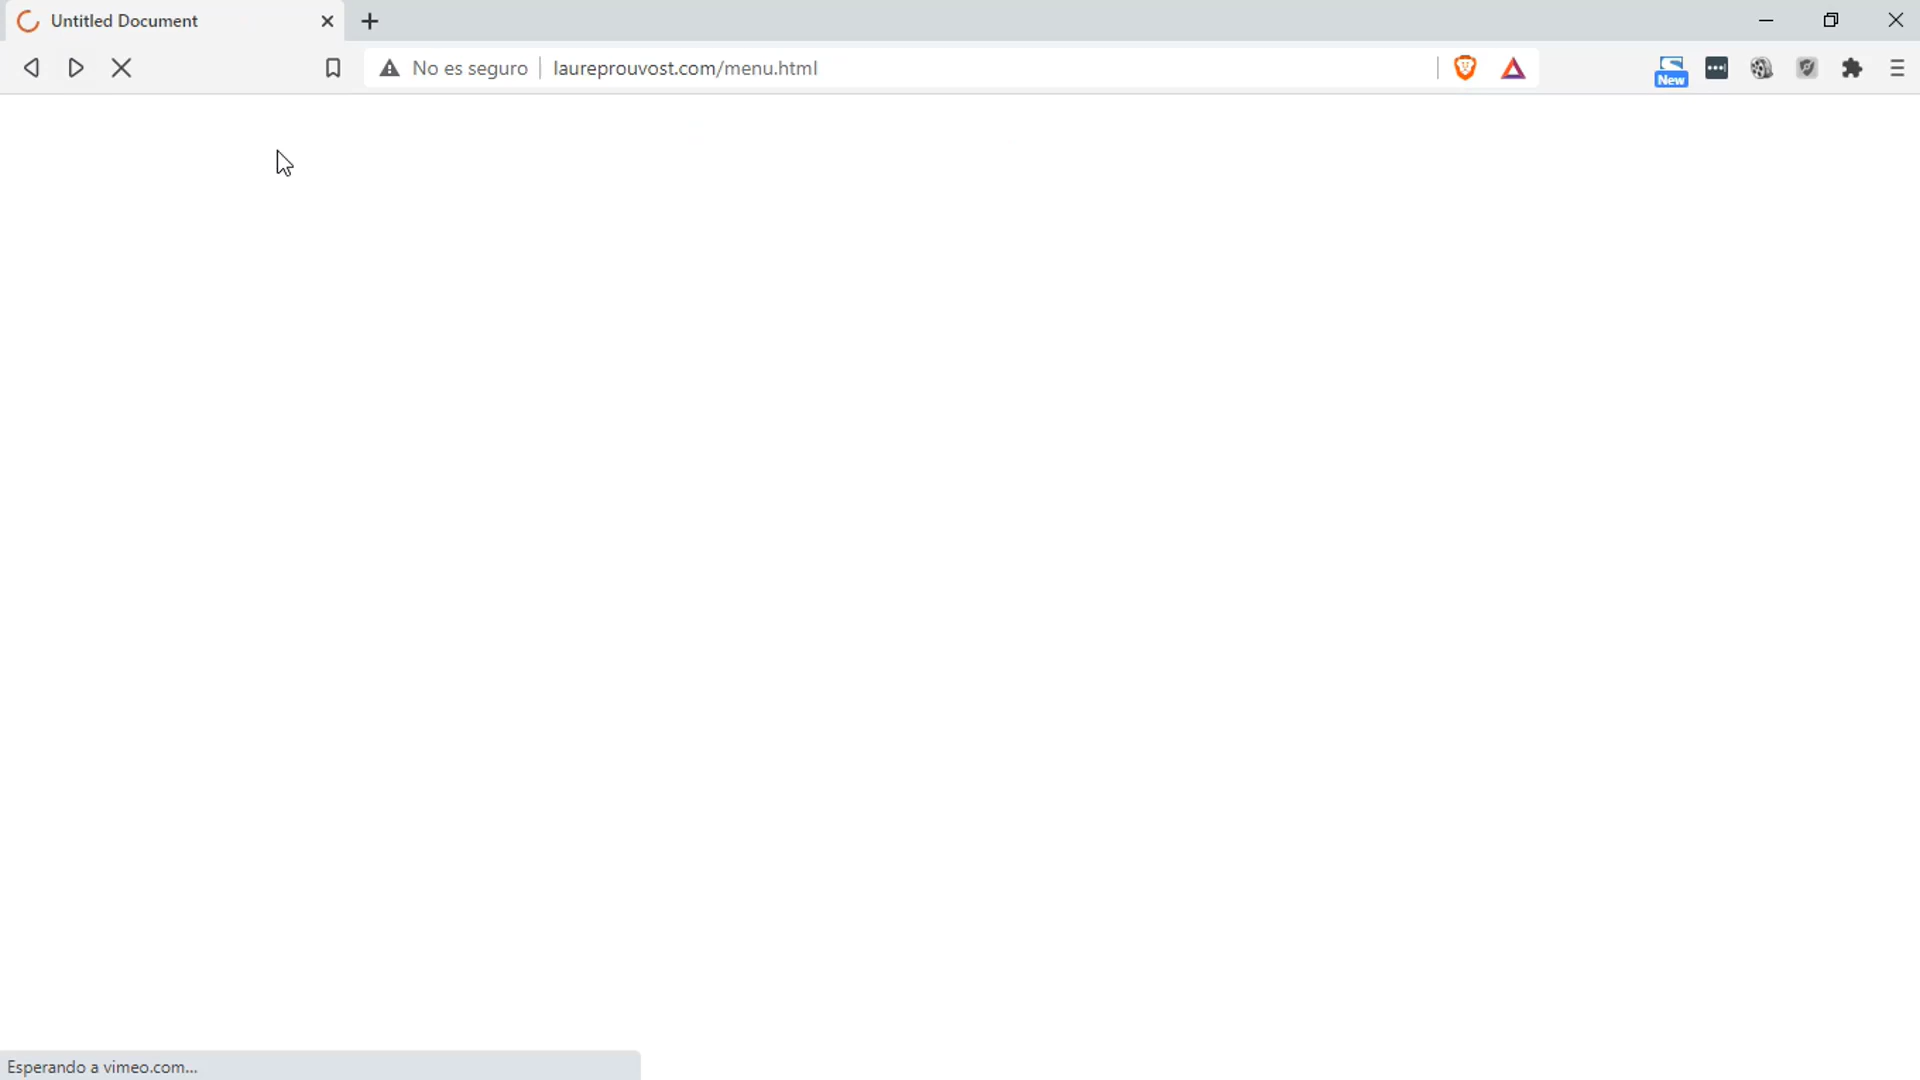 Untitled Document
No es seguro
laureprouvost.com/menu.html
New
Esperando a vimeo.com...